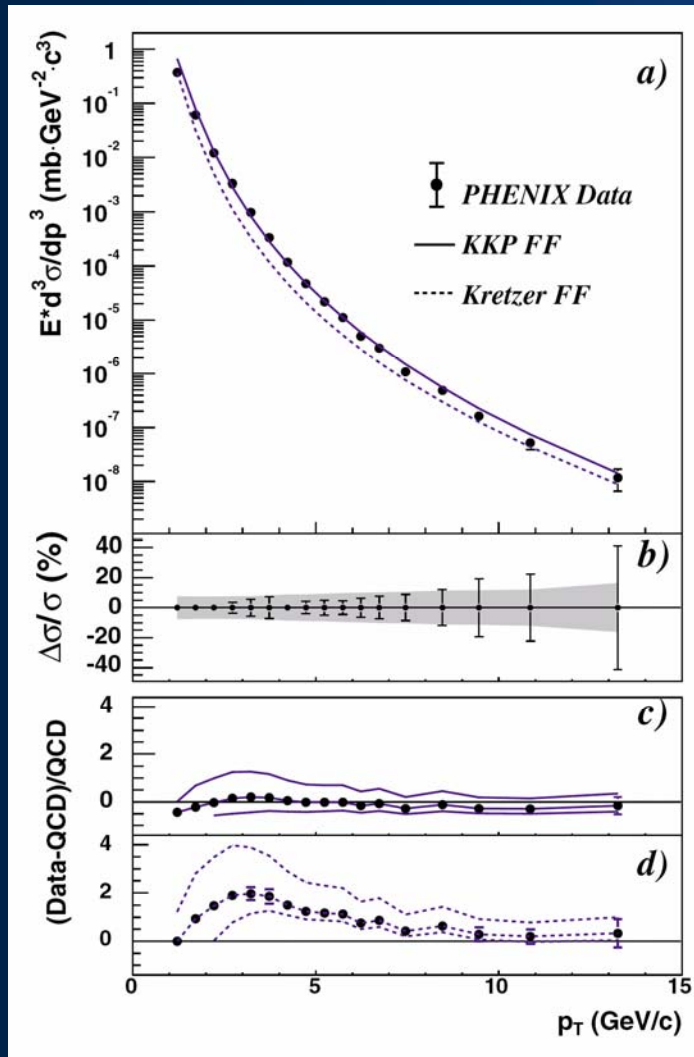 a)
E*d³σ/dp³ (mb·GeV⁻²·c³)
1
10⁻¹
10⁻²
10⁻³
10⁻⁴
10⁻⁵
10⁻⁶
10⁻⁷
10⁻⁸
PHENIX Data
KKP FF
Kretzer FF
b)
Δσ/σ (%)
40
20
0
-20
-40
c)
(Data-QCD)/QCD
4
2
0
d)
4
2
0
0 5 10 15
p_T (GeV/c)